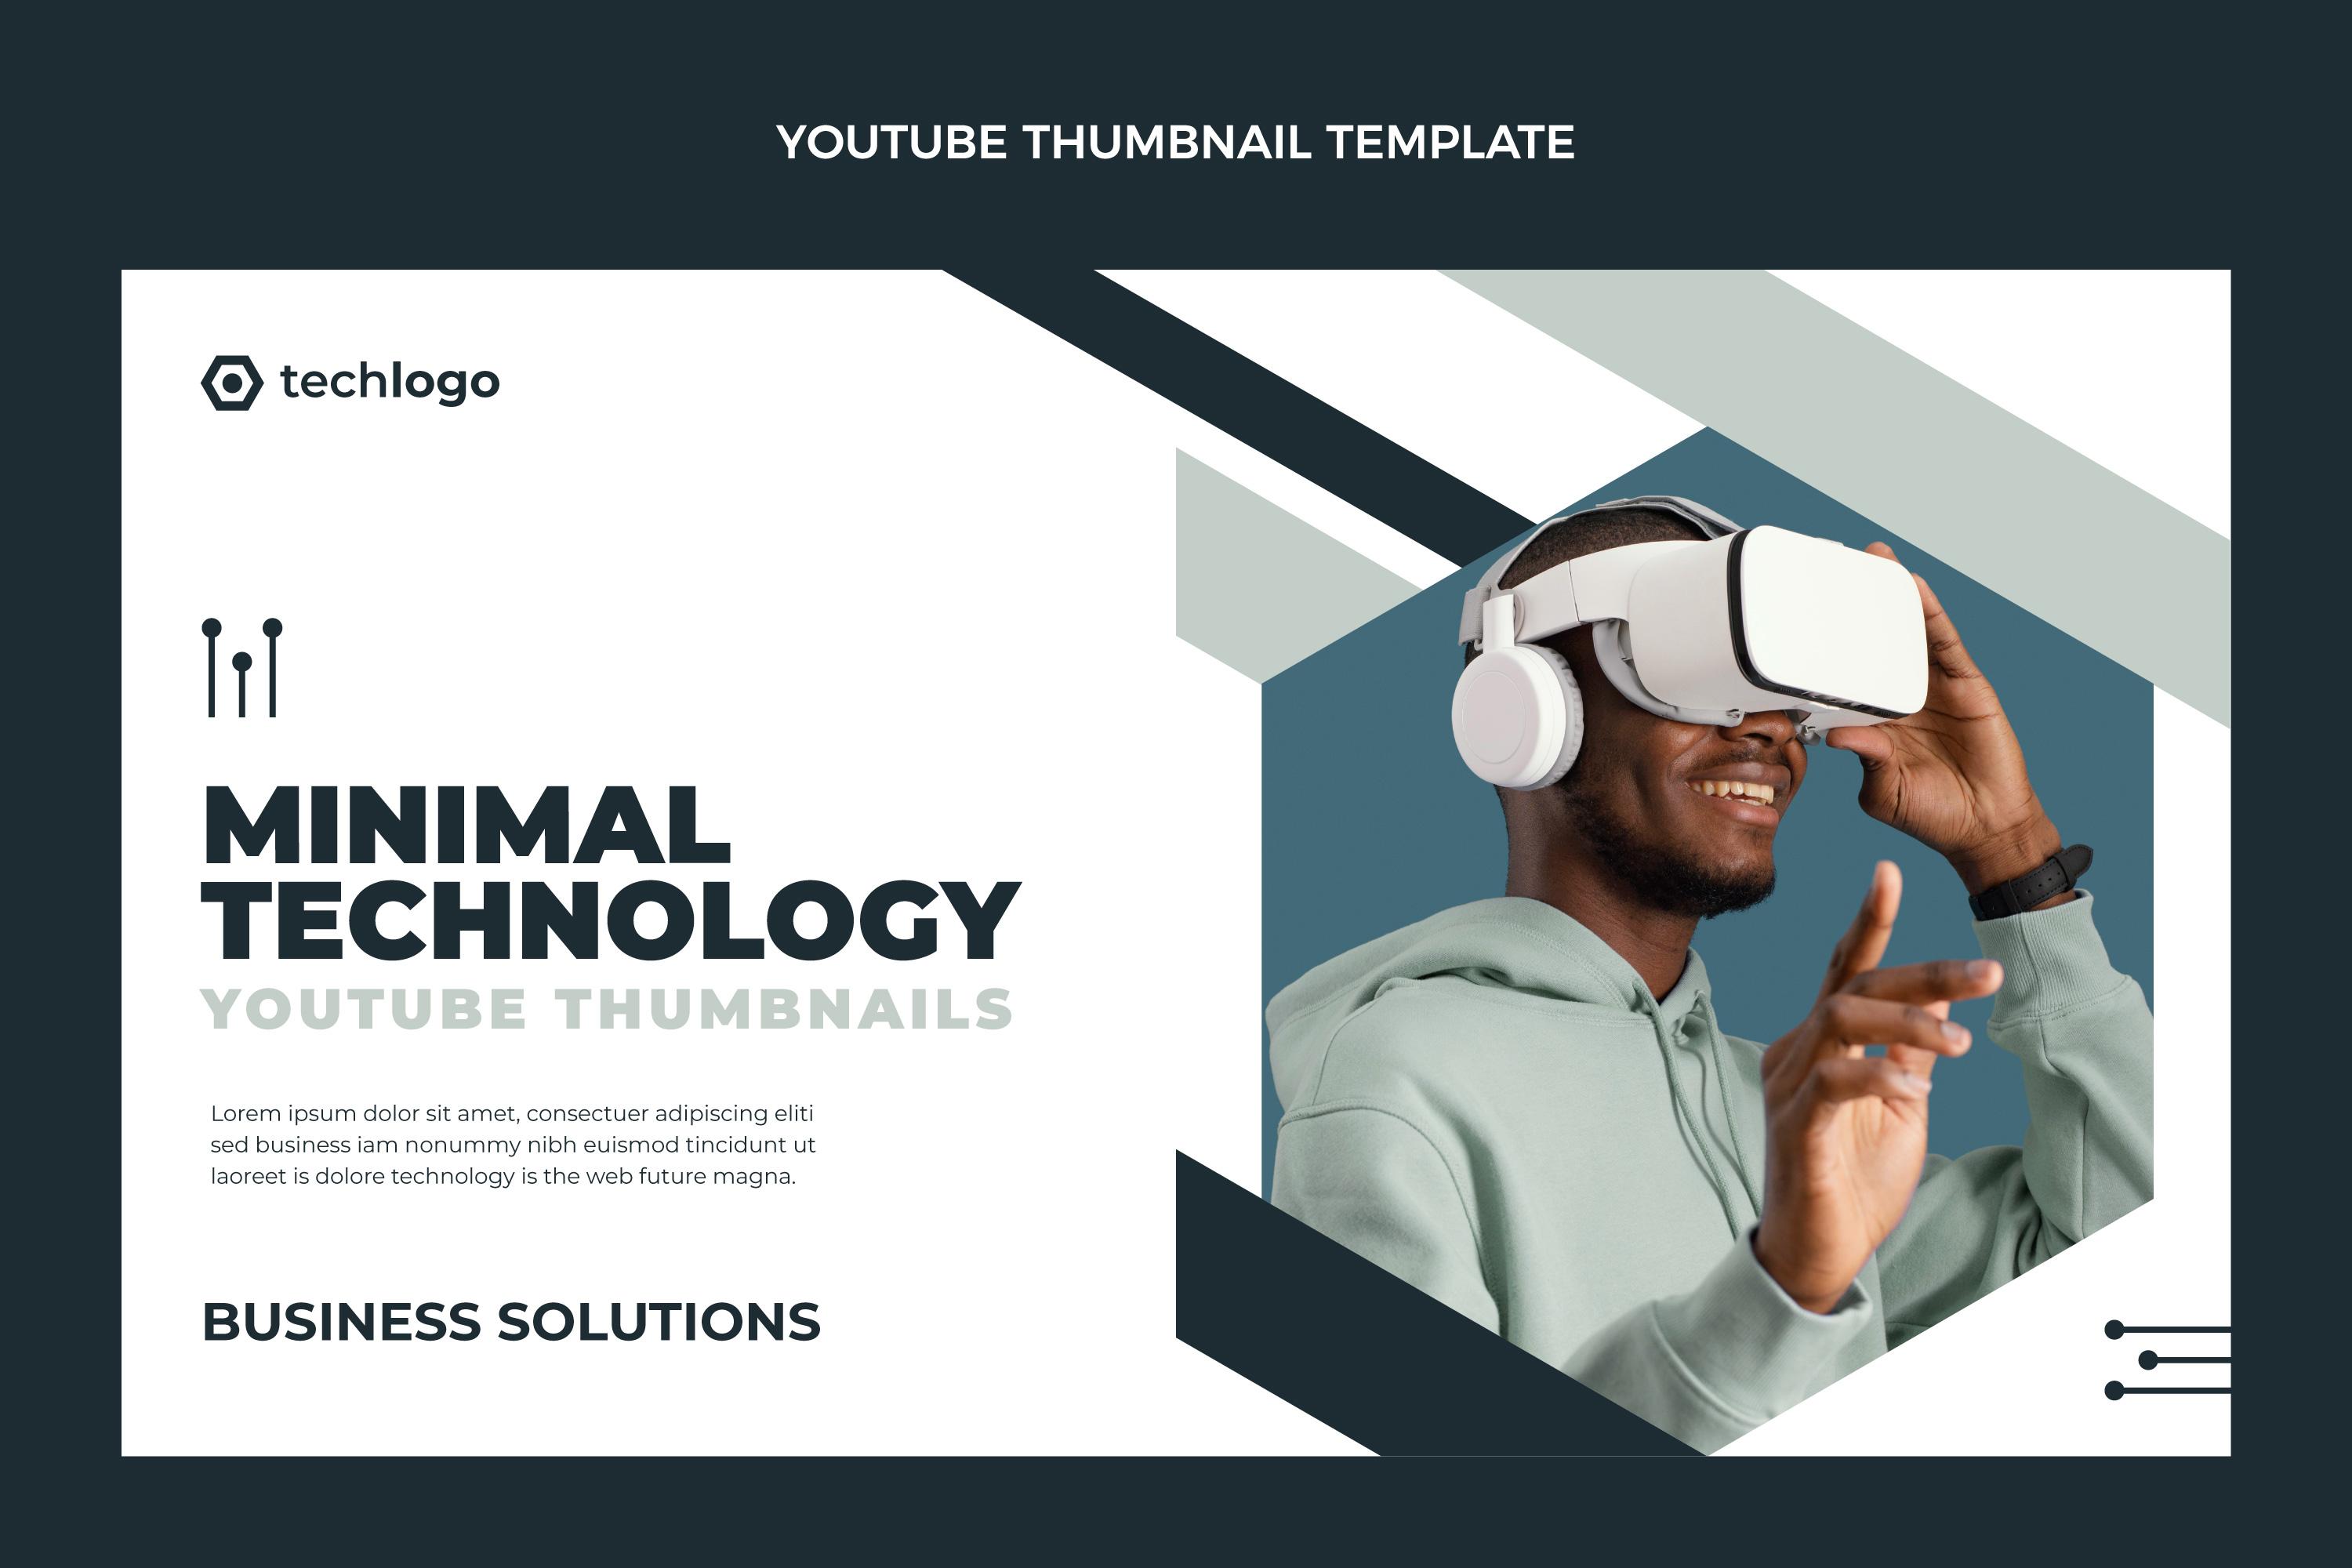 YOUTUBE THUMBNAIL TEMPLATE
techlogo
MINIMAL
TECHNOLOGY
YOUTUBE THUMBNAILS
Lorem ipsum dolor sit amet, consectuer adipiscing eliti
sed business iam nonummy nibh euismod tincidunt ut
laoreet is dolore technology is the web future magna.
BUSINESS SOLUTIONS